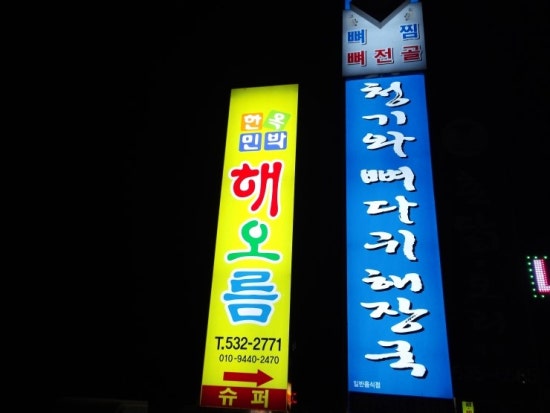 한옥
민박
해오름
T.532-2771
010-9440-2470
슈퍼
뼈 찜
뼈전골
청기와뼈다귀해장국
일반음식점